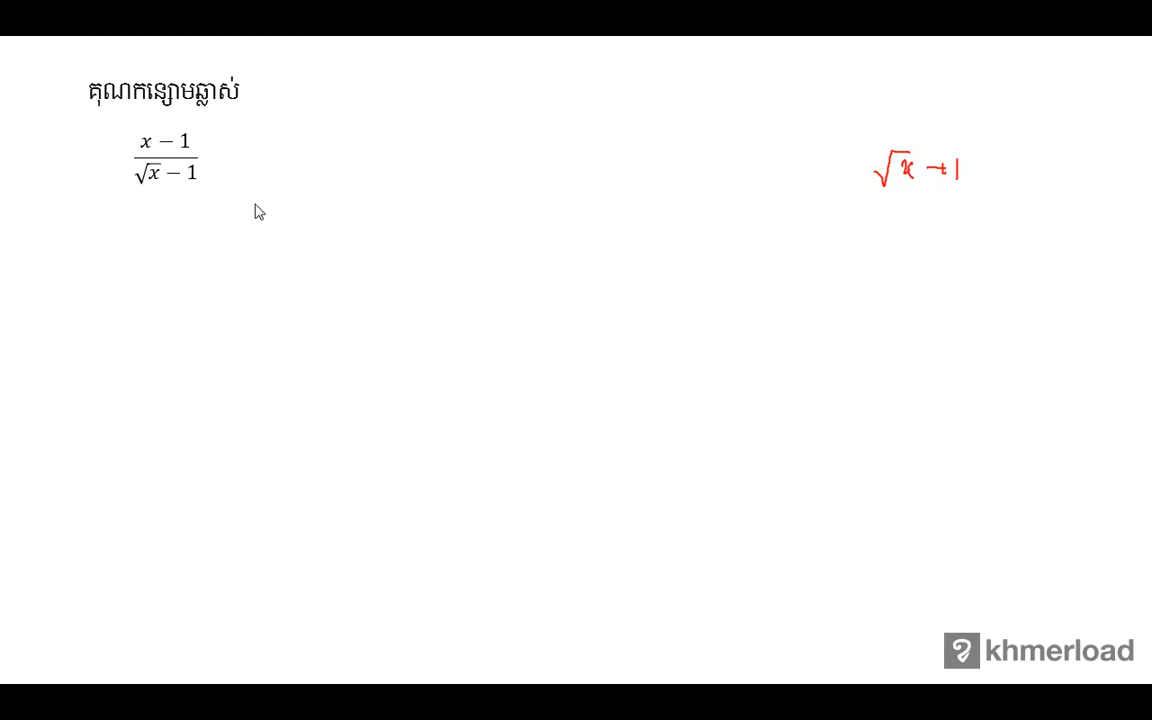 គុណកន្សោមឆ្លាស់
x − 1
√x − 1
√x + 1
khmerload